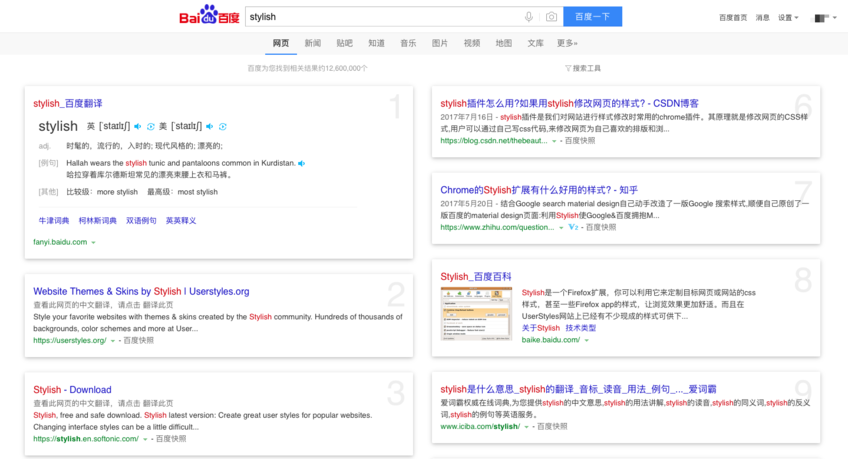 Bai du 百度
stylish
百度一下
百度首页 消息 设置
网页 新闻 贴吧 知道 音乐 图片 视频 地图 文库 更多»
百度为您找到相关结果约12,600,000个
搜索工具
1
stylish_百度翻译
stylish 英 [ˈstaɪlɪʃ] 美 [ˈstaɪlɪʃ]
adj. 时髦的，流行的，入时的; 现代风格的; 漂亮的;
[例句] Hallah wears the stylish tunic and pantaloons common in Kurdistan.
哈拉穿着库尔德斯坦常见的漂亮束腰上衣和马裤。
[其他] 比较级：more stylish 最高级：most stylish
牛津词典 柯林斯词典 双语例句 英英释义
fanyi.baidu.com
2
Website Themes & Skins by Stylish | Userstyles.org
查看此网页的中文翻译，请点击 翻译此页
Style your favorite websites with themes & skins created by the Stylish community. Hundreds of thousands of
backgrounds, color schemes and more at User...
https://userstyles.org/ - 百度快照
3
Stylish - Download
查看此网页的中文翻译，请点击 翻译此页
Stylish, free and safe download. Stylish latest version: Create great user styles for popular websites.
Changing interface styles can be a little difficult...
https://stylish.en.softonic.com/ - 百度快照
6
stylish插件怎么用?如果用stylish修改网页的样式? - CSDN博客
2017年7月16日 - stylish插件是我们对网站进行样式修改时常用的chrome插件。其原理就是修改网页的CSS样
式,用户可以通过自己写css代码,来修改网页为自己喜欢的排版和浏...
https://blog.csdn.net/thebeaut... - 百度快照
7
Chrome的Stylish扩展有什么好用的样式? - 知乎
2017年5月20日 - 结合Google search material design自己动手改造了一版Google 搜索样式,顺便自己原创了一
版百度的material design页面:利用Stylish使Google&百度拥抱M...
https://www.zhihu.com/question... V2 - 百度快照
8
Stylish_百度百科
Stylish是一个Firefox扩展，你可以利用它来定制目标网页或网站的css
样式，甚至一些Firefox app的样式，让浏览效果更加舒适。而且在
UserStyles网站上已经有不少现成的样式可供下...
关于Stylish 技术类型
baike.baidu.com/
9
stylish是什么意思_stylish的翻译_音标_读音_用法_例句_..._爱词霸
爱词霸权威在线词典,为您提供stylish的中文意思,stylish的用法讲解,stylish的读音,stylish的同义词,stylish的反义
词,stylish的例句等英语服务。
www.iciba.com/stylish/ - 百度快照